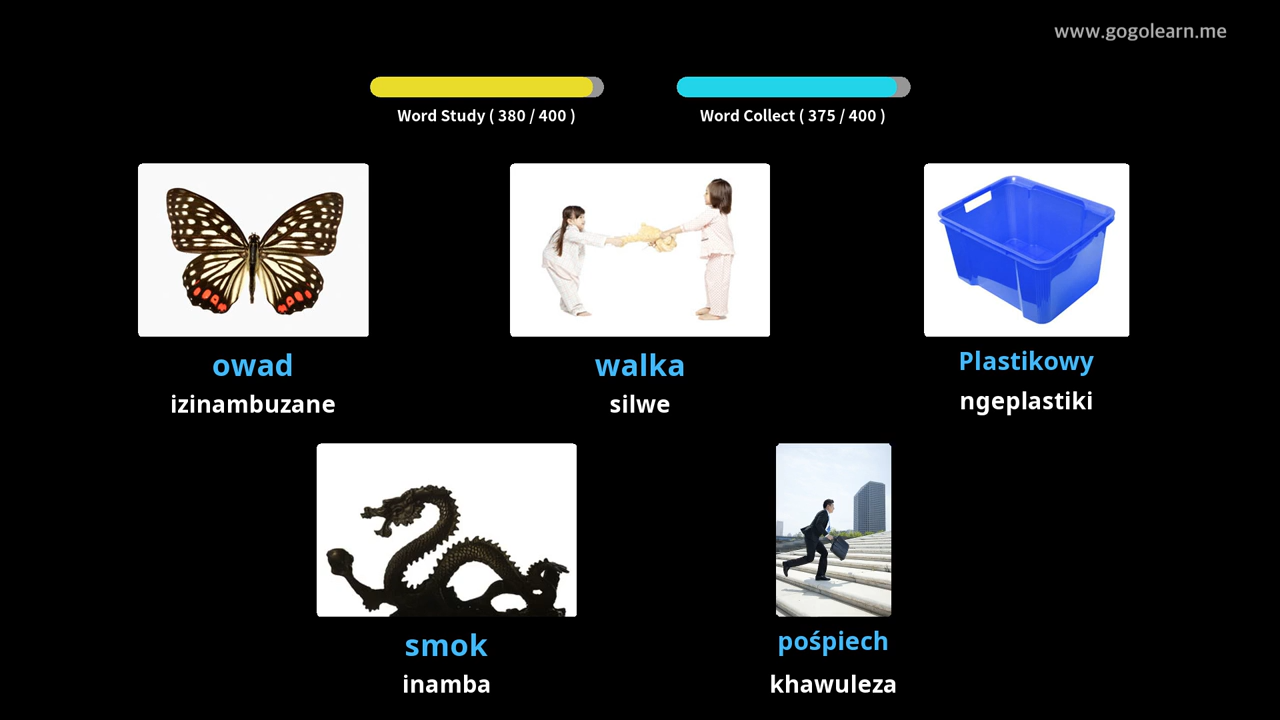 www.gogolearn.me
Word Study ( 380 / 400 )
Word Collect ( 375 / 400 )
owad
izinambuzane
walka
silwe
Plastikowy
ngeplastiki
smok
inamba
pośpiech
khawuleza